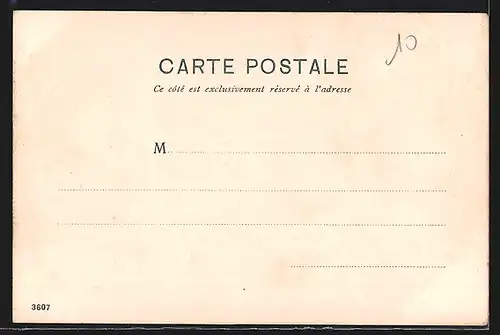 10
CARTE POSTALE
Ce côté est exclusivement réservé à l'adresse
M
3607